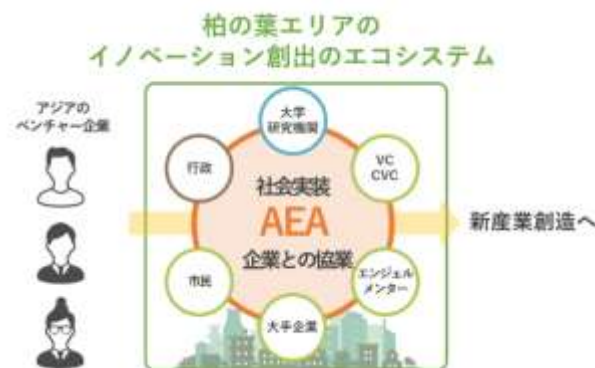 柏の葉エリアの
イノベーション創出のエコシステム
アジアの
ベンチャー企業
大学
研究機関
行政
VC
CVC
社会実装
AEA
企業との協業
新産業創造へ
市民
エンジェル
メンター
大手企業